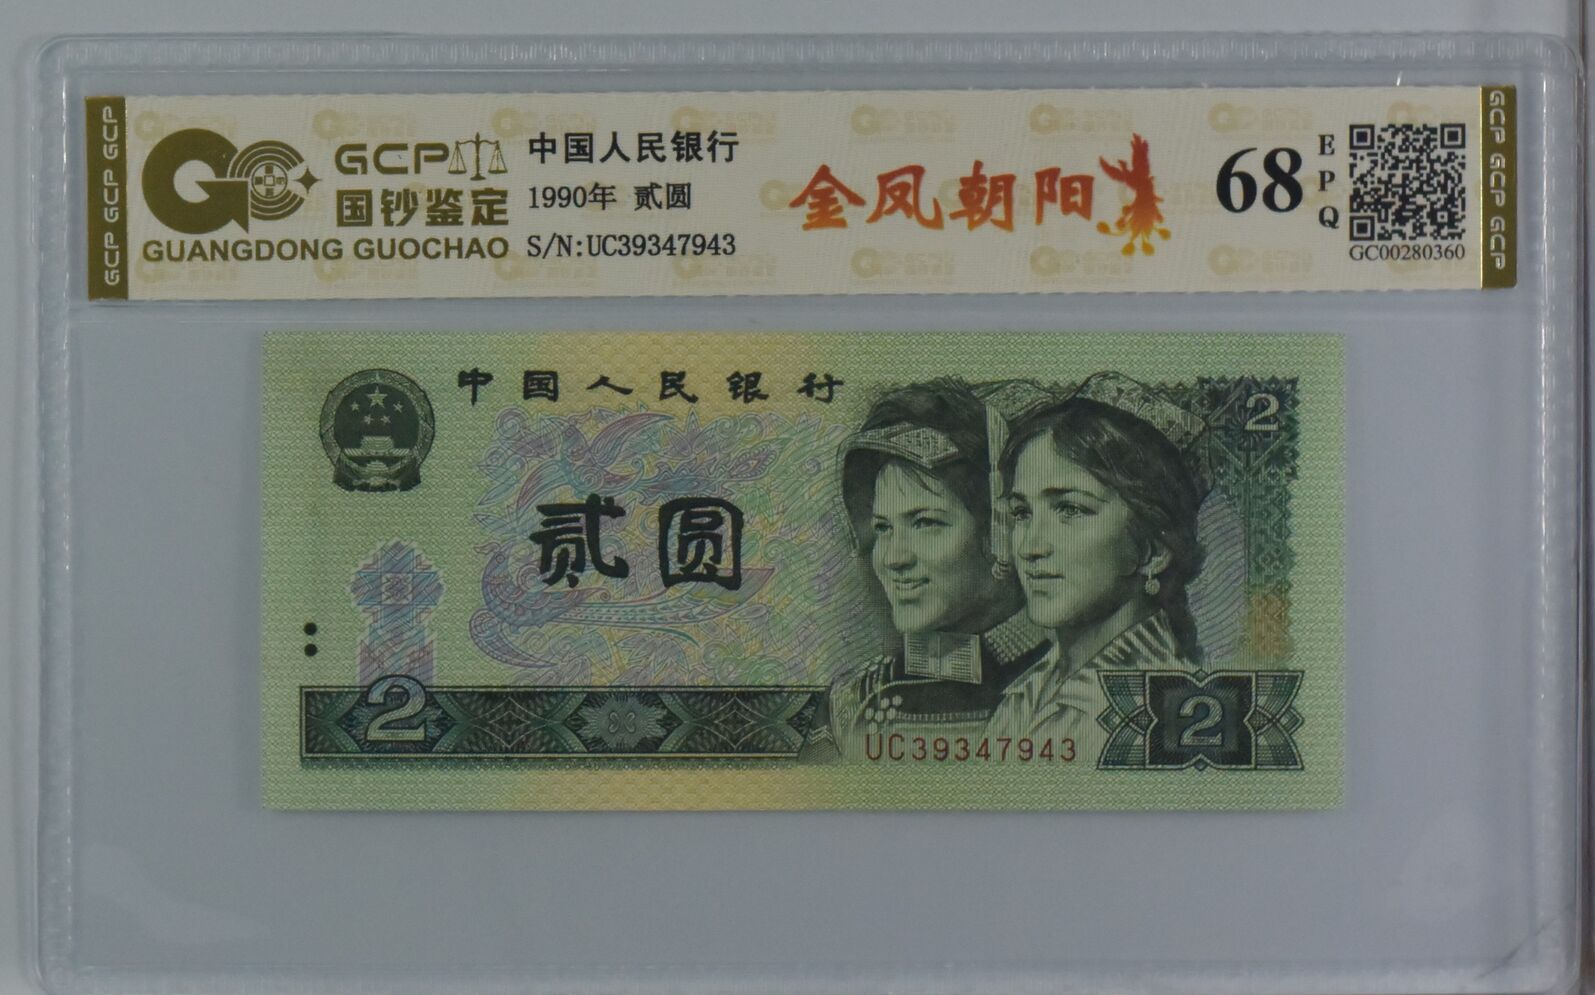 GCP GCP GCP
GCP
国钞鉴定
GUANGDONG GUOCHAO
中国人民银行
1990年 贰圆
S/N:UC39347943
金凤朝阳
68
EPQ
GC00280360
GCP GCP GCP
中国人民银行
2
贰圆
2
UC39347943
2